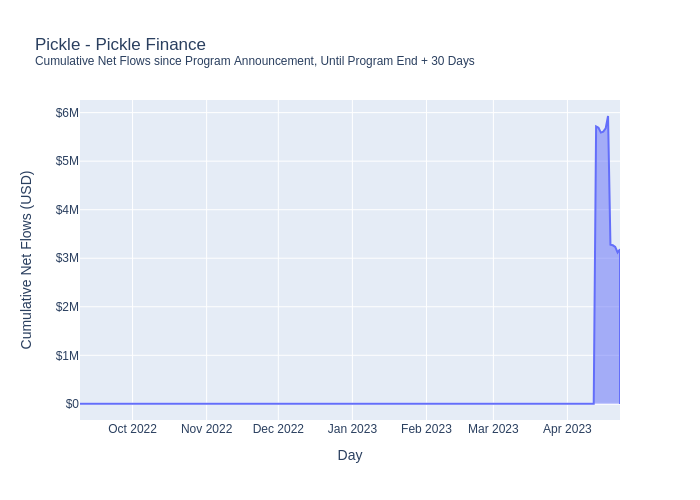 Pickle - Pickle Finance
Cumulative Net Flows since Program Announcement, Until Program End + 30 Days
$6M
$5M
$4M
$3M
$2M
$1M
$0
Cumulative Net Flows (USD)
Oct 2022 Nov 2022 Dec 2022 Jan 2023 Feb 2023 Mar 2023 Apr 2023
Day